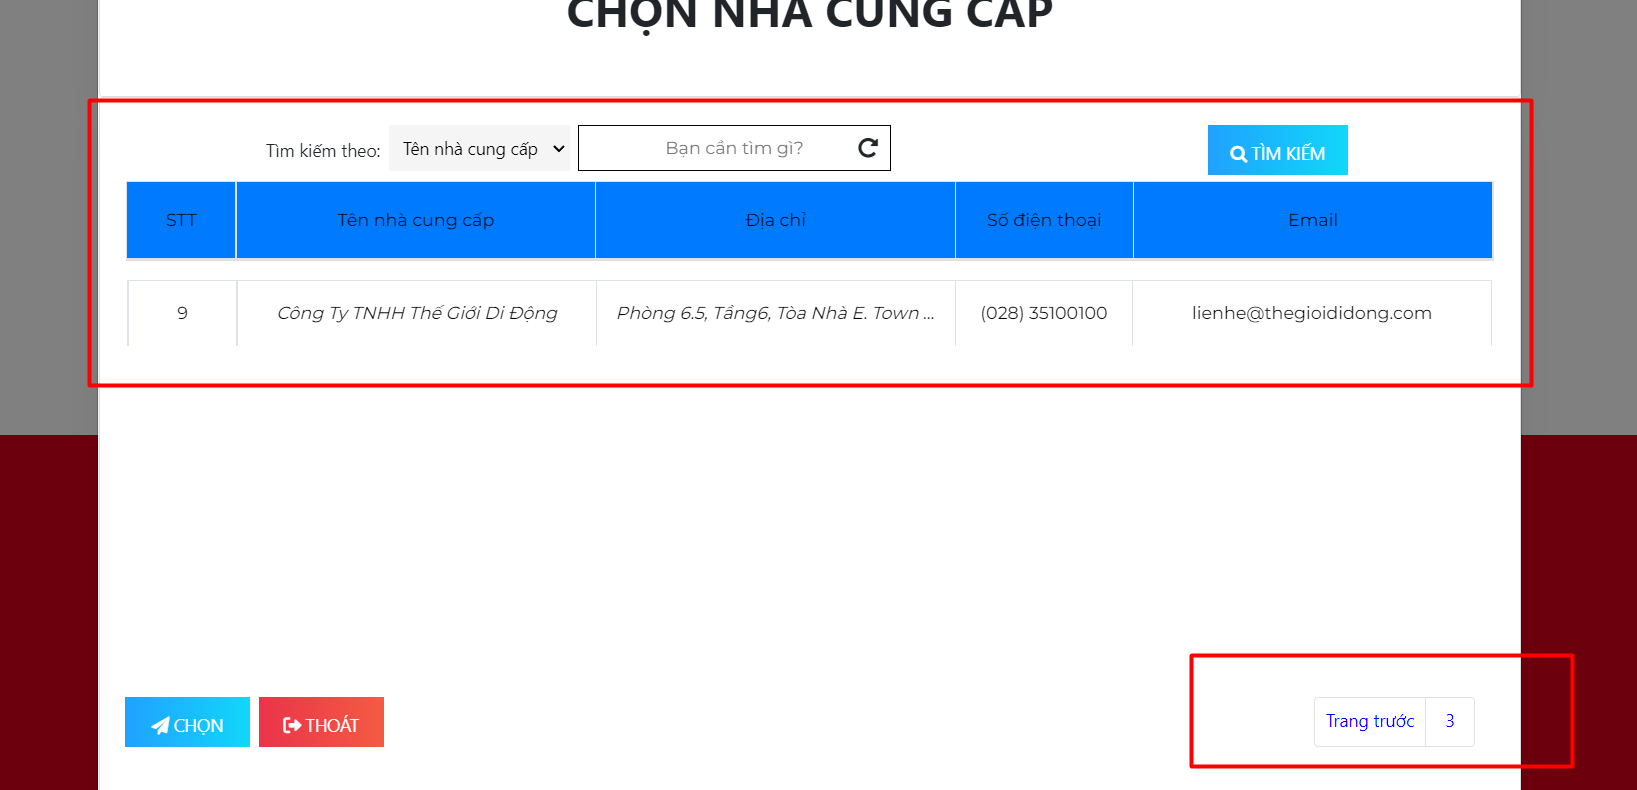 CHỌN NHÀ CUNG CẤP
Tìm kiếm theo: Tên nhà cung cấp Bạn cần tìm gì? TÌM KIẾM
STT Tên nhà cung cấp Địa chỉ Số điện thoại Email
9 Công Ty TNHH Thế Giới Di Động Phòng 6.5, Tầng6, Tòa Nhà E. Town ... (028) 35100100 lienhe@thegioididong.com
CHỌN THOÁT Trang trước 3